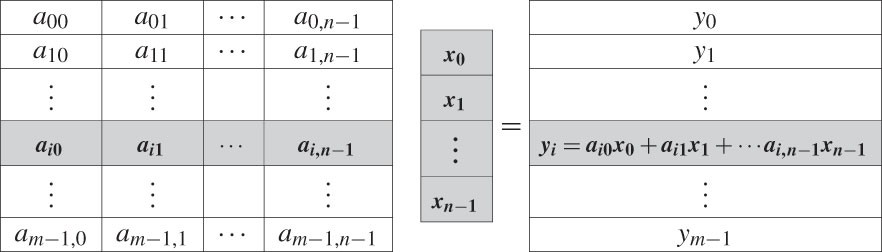 a₀₀ a₀₁ ⋯ a₀,ₙ₋₁
a₁₀ a₁₁ ⋯ a₁,ₙ₋₁
⋮ ⋮ ⋮
aᵢ₀ aᵢ₁ ⋯ aᵢ,ₙ₋₁
⋮ ⋮ ⋮
aₘ₋₁,₀ aₘ₋₁,₁ ⋯ aₘ₋₁,ₙ₋₁
x₀
x₁
⋮
xₙ₋₁
=
y₀
y₁
⋮
yᵢ = aᵢ₀x₀ + aᵢ₁x₁ + ⋯aᵢ,ₙ₋₁xₙ₋₁
⋮
yₘ₋₁